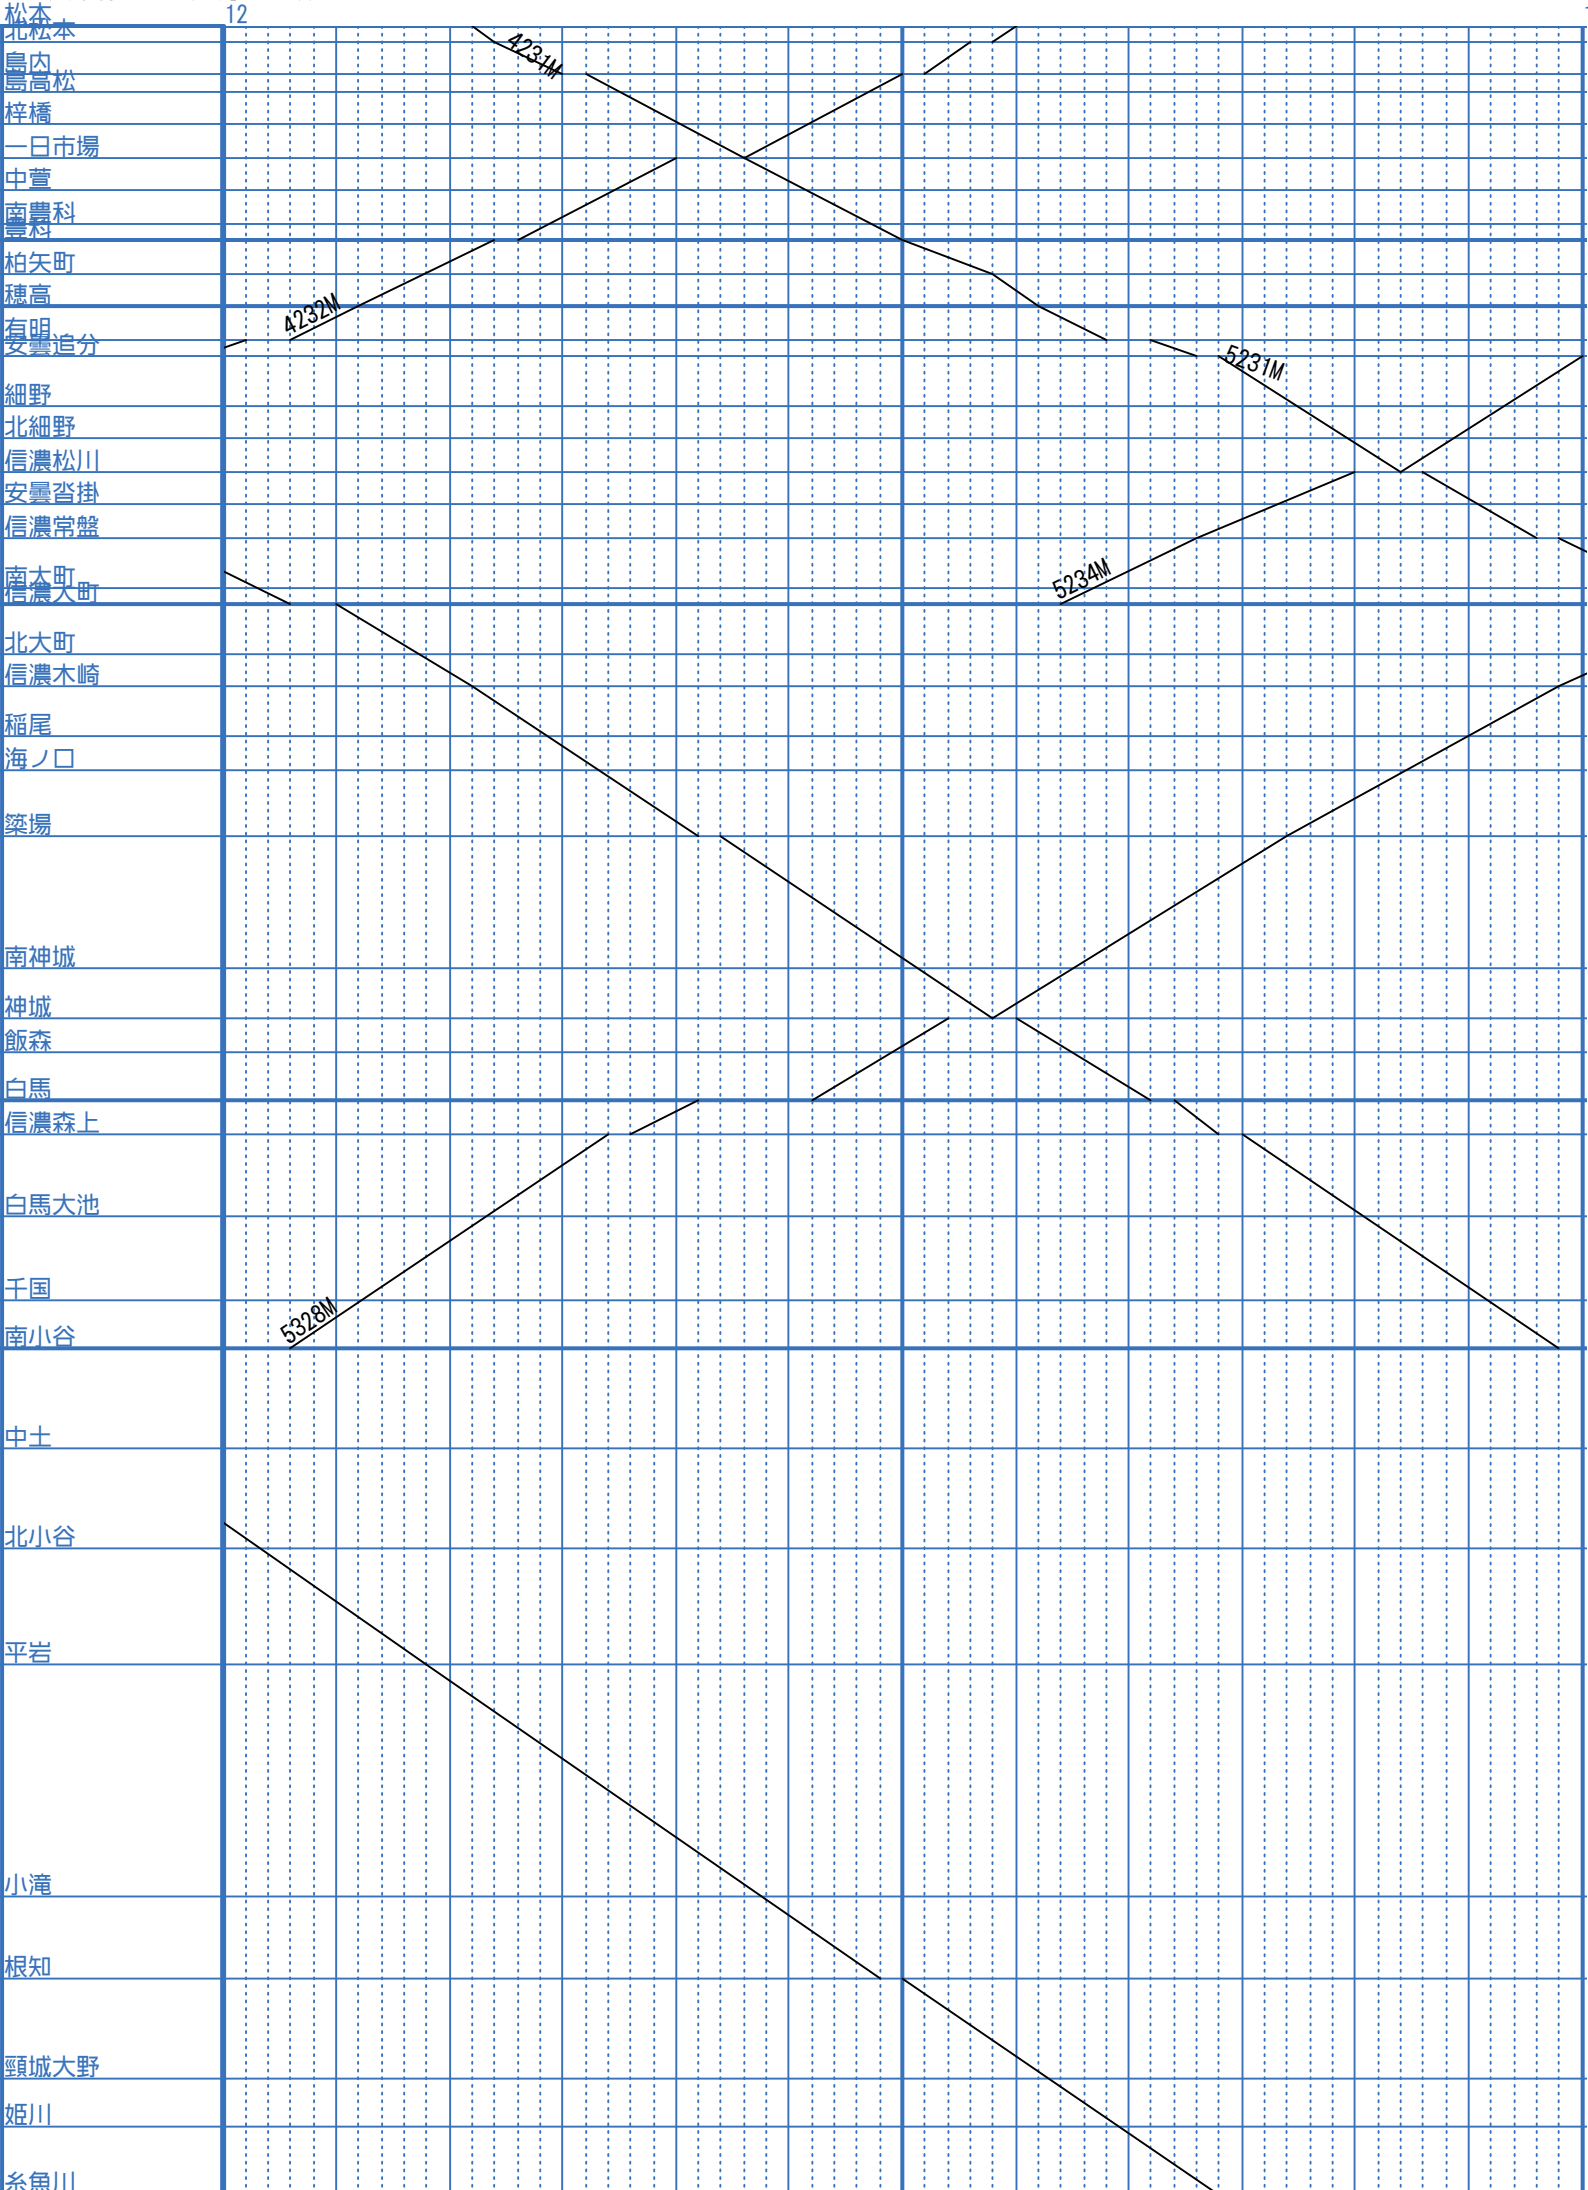 松本
12
北松本
島内
島高松
梓橋
一日市場
中萱
南豊科
豊科
柏矢町
穂高
有明
安曇追分
細野
北細野
信濃松川
安曇沓掛
信濃常盤
南大町
信濃大町
北大町
信濃木崎
稲尾
海ノ口
簗場
南神城
神城
飯森
白馬
信濃森上
白馬大池
千国
南小谷
中土
北小谷
平岩
小滝
根知
頸城大野
姫川
糸魚川
4231M
4232M
5231M
5234M
5328M